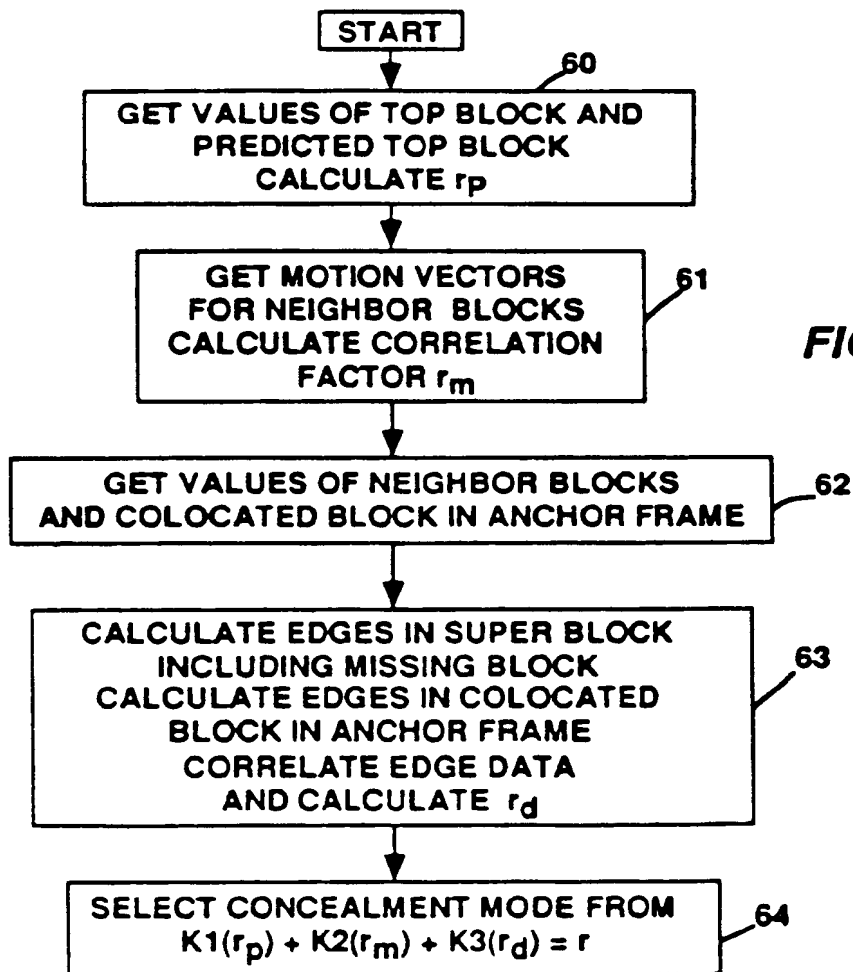 START
60
GET VALUES OF TOP BLOCK AND
PREDICTED TOP BLOCK
CALCULATE rp
61
GET MOTION VECTORS
FOR NEIGHBOR BLOCKS
CALCULATE CORRELATION
FACTOR rm
FIG
62
GET VALUES OF NEIGHBOR BLOCKS
AND COLOCATED BLOCK IN ANCHOR FRAME
63
CALCULATE EDGES IN SUPER BLOCK
INCLUDING MISSING BLOCK
CALCULATE EDGES IN COLOCATED
BLOCK IN ANCHOR FRAME
CORRELATE EDGE DATA
AND CALCULATE rd
64
SELECT CONCEALMENT MODE FROM
K1(rp) + K2(rm) + K3(rd) = r